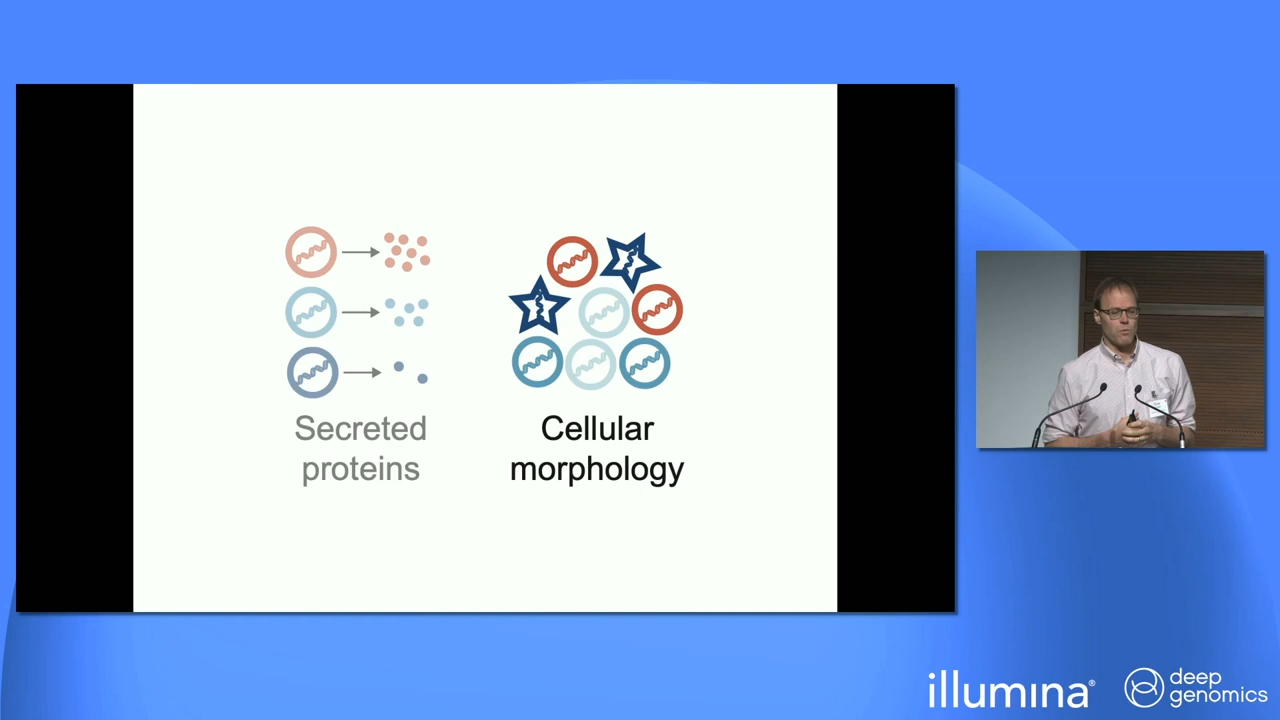 Secreted
proteins
Cellular
morphology
illumina®
deep
genomics